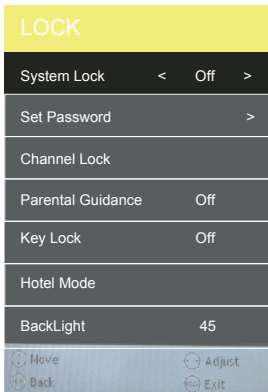 LOCK
System Lock < Off >
Set Password >
Channel Lock
Parental Guidance Off
Key Lock Off
Hotel Mode
BackLight 45
Move Adjust
Back Exit